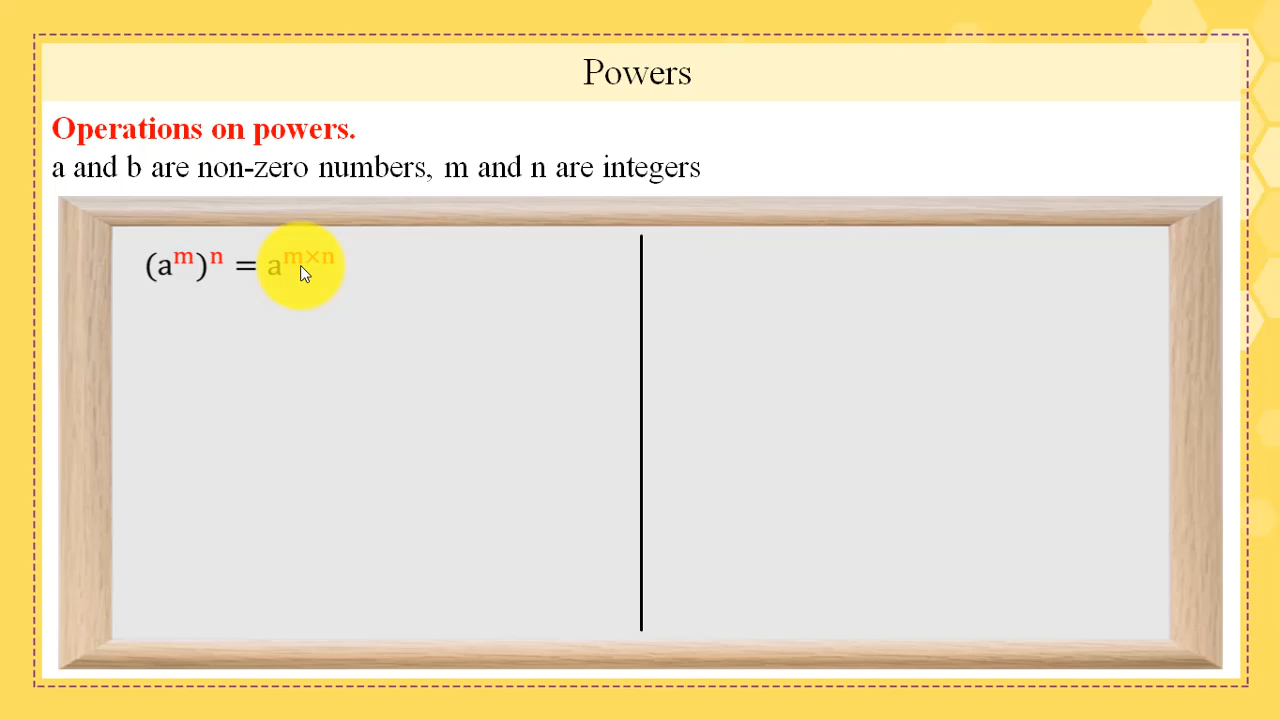 Powers
Operations on powers.
a and b are non-zero numbers, m and n are integers
(a^m)^n = a^{m×n}